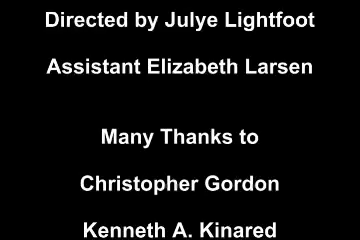 Directed by Julye Lightfoot
Assistant Elizabeth Larsen
Many Thanks to
Christopher Gordon
Kenneth A. Kinared